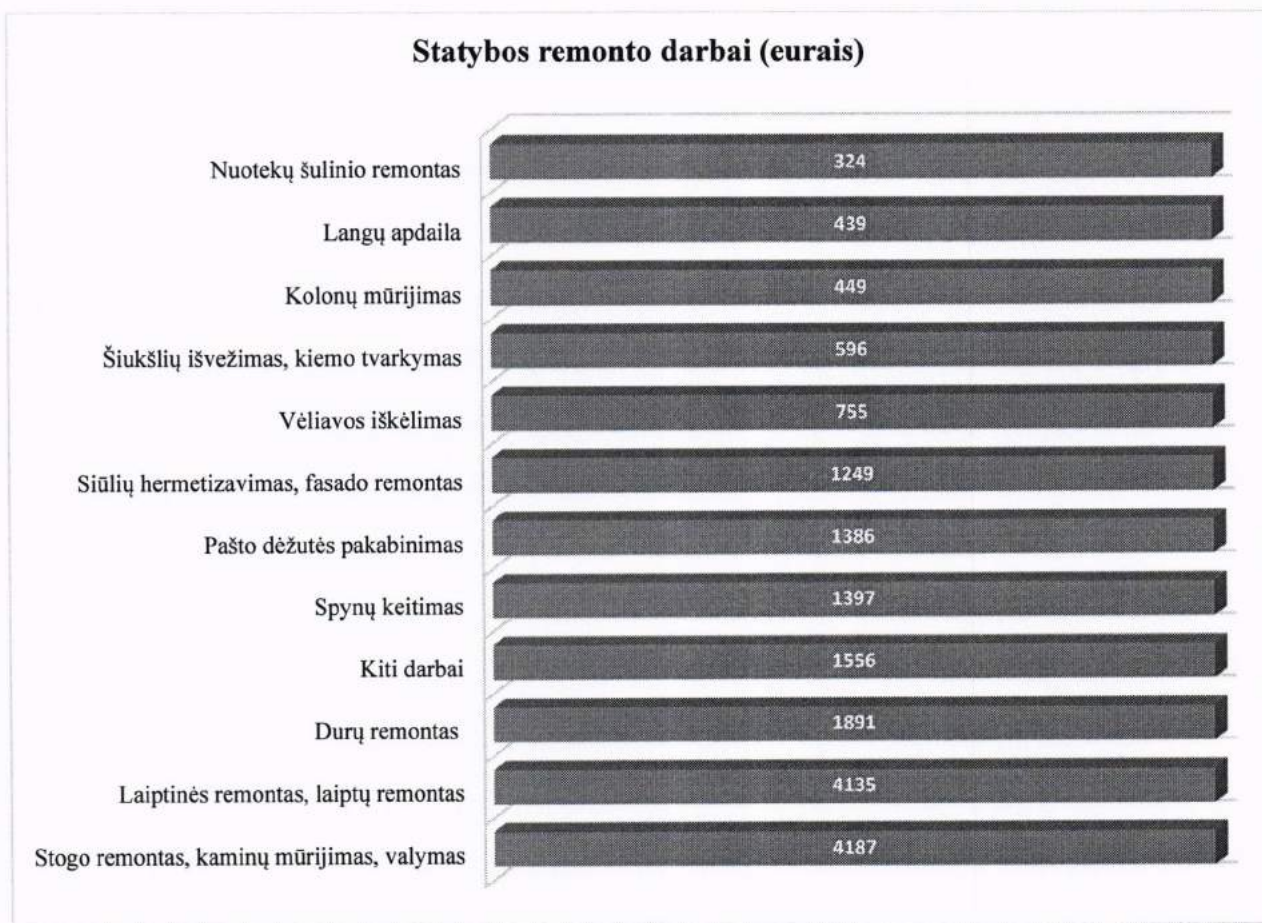 Statybos remonto darbai (eurais)
Nuotekų šulinio remontas 324
Langų apdaila 439
Kolonų mūrijimas 449
Šiukšlių išvežimas, kiemo tvarkymas 596
Vėliavos iškėlimas 755
Siūlių hermetizavimas, fasado remontas 1249
Pašto dėžutės pakabinimas 1386
Spynų keitimas 1397
Kiti darbai 1556
Durų remontas 1891
Laiptinės remontas, laiptų remontas 4135
Stogo remontas, kaminų mūrijimas, valymas 4187